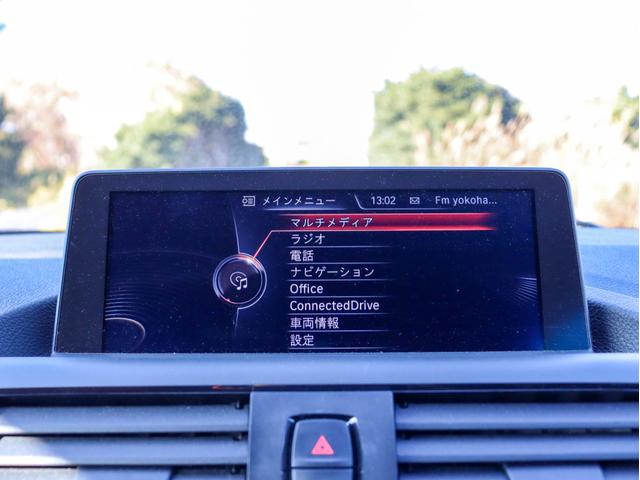 メインメニュー 13:02 Fm yokoha...
マルチメディア
ラジオ
電話
ナビゲーション
Office
ConnectedDrive
車両情報
設定